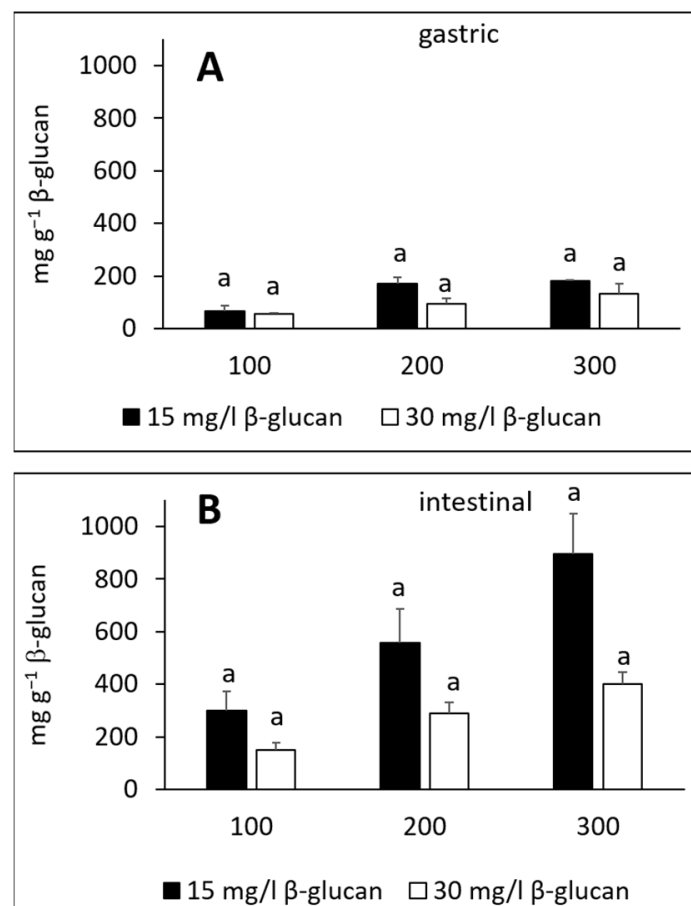 gastric
A
1000
800
600
400
200
0
mg g⁻¹ β-glucan
a a a a a a
100 200 300
15 mg/l β-glucan 30 mg/l β-glucan
intestinal
B
1000
800
600
400
200
0
mg g⁻¹ β-glucan
a a a a a a
100 200 300
15 mg/l β-glucan 30 mg/l β-glucan